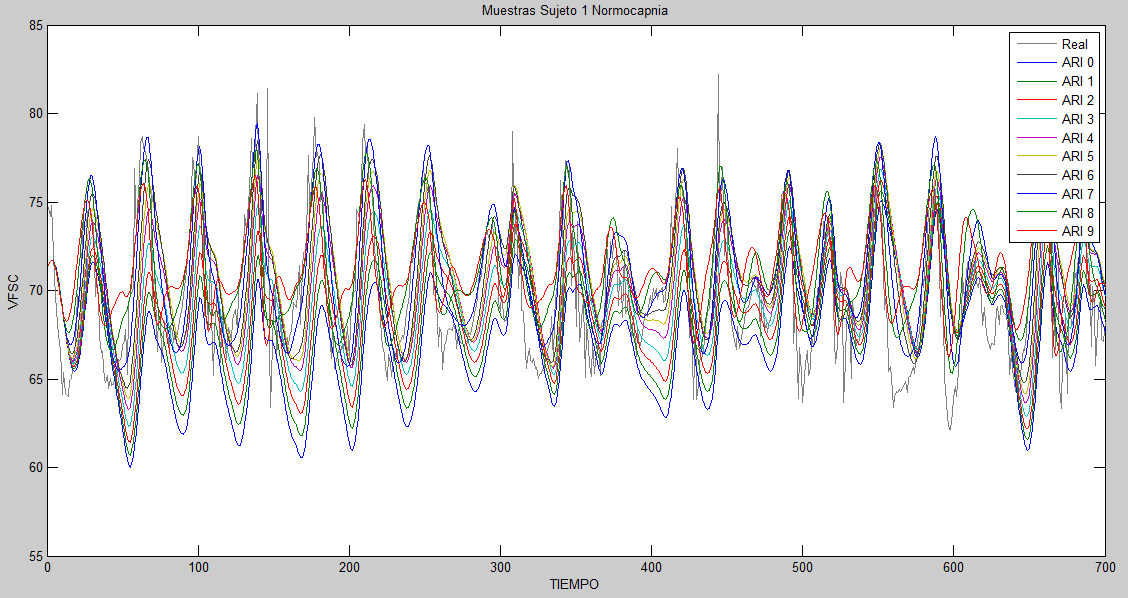 Muestras Sujeto 1 Normocapnia
85
80
75
70
65
60
55
VFSC
0
100
200
300
400
500
600
700
TIEMPO
Real
ARI 0
ARI 1
ARI 2
ARI 3
ARI 4
ARI 5
ARI 6
ARI 7
ARI 8
ARI 9